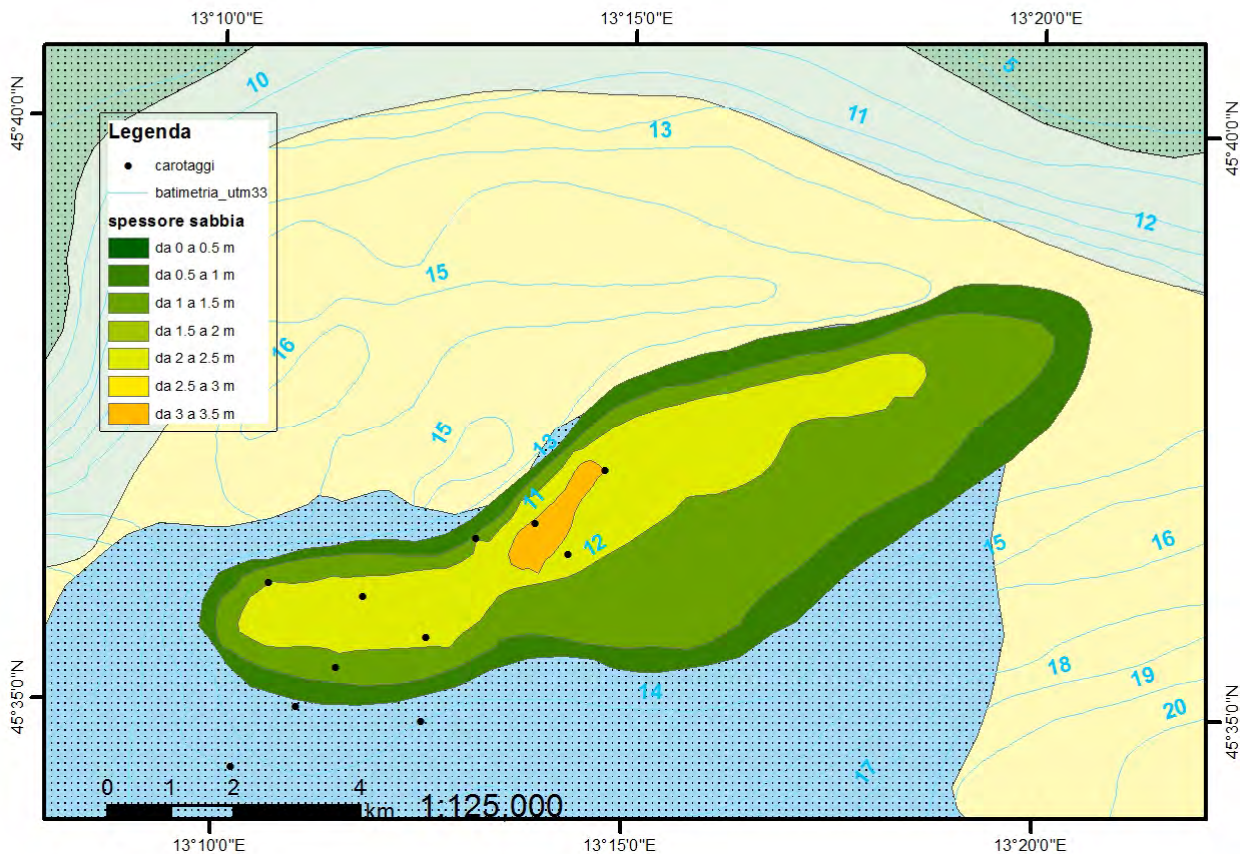 13°10'0"E 13°15'0"E 13°20'0"E
45°40'0"N
45°40'0"N
5
10
11
13
12
Legenda
carotaggi
batimetria_utm33
spessore sabbia
da 0 a 0.5 m
da 0.5 a 1 m
da 1 a 1.5 m
da 1.5 a 2 m
da 2 a 2.5 m
da 2.5 a 3 m
da 3 a 3.5 m
15
16
15
13
11
12
15
16
18
19
20
14
17
45°35'0"N
45°35'0"N
0 1 2 4
km 1:125.000
13°10'0"E 13°15'0"E 13°20'0"E